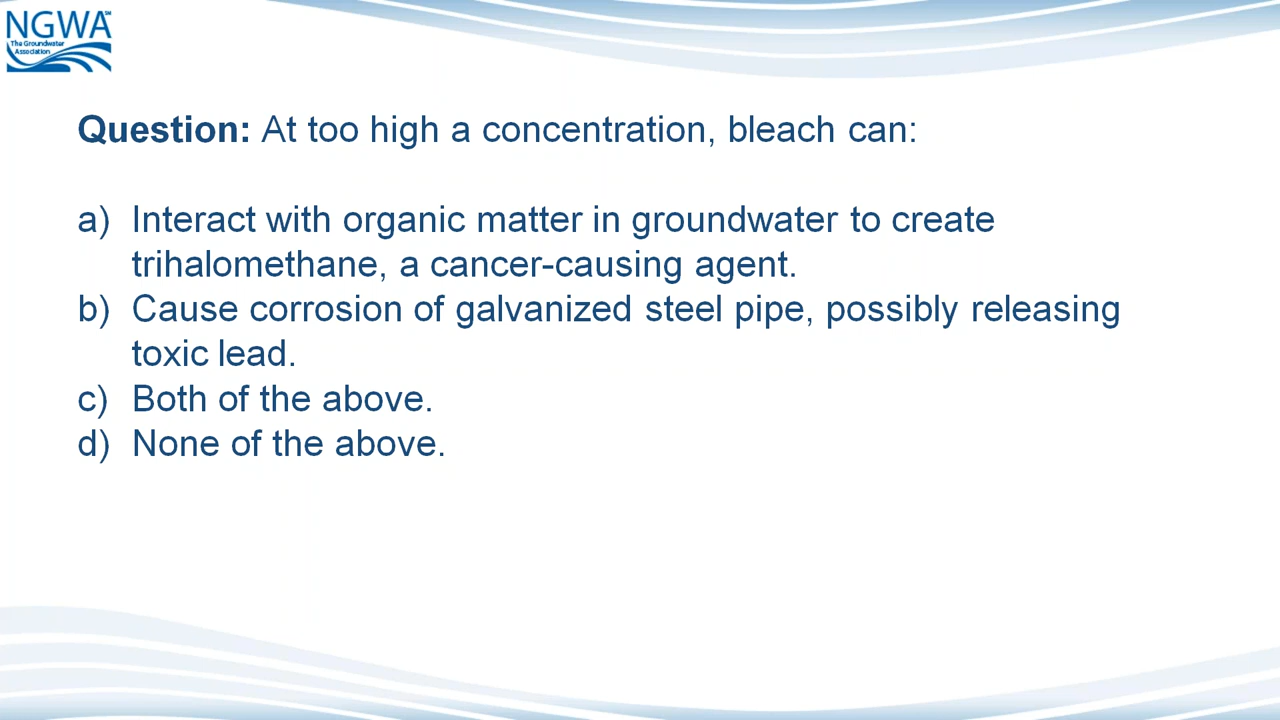 NGWA
The Groundwater
Association
Question: At too high a concentration, bleach can:
a) Interact with organic matter in groundwater to create
trihalomethane, a cancer-causing agent.
b) Cause corrosion of galvanized steel pipe, possibly releasing
toxic lead.
c) Both of the above.
d) None of the above.